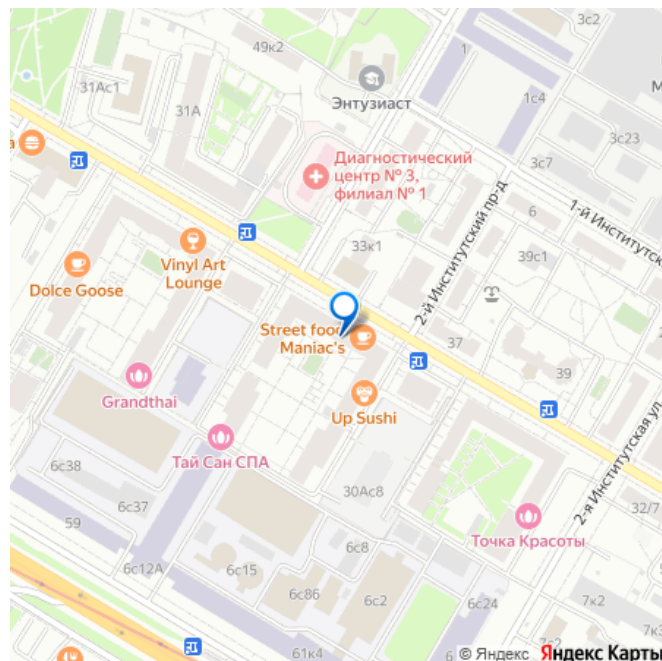 3с2
49к2
1
Энтузиаст
1с4
М
31Ас1
31А
3с23
а
Диагностический
центр № 3,
филиал № 1
3с7
6
1-й Институтск
2-й Институтский пр-д
33к1
39с1
Vinyl Art
Lounge
Dolce Goose
Street food
Maniac's
37
39
Grandthai
Up Sushi
2-я Институтская ул.
Тай Сан СПА
6с38
30Ас8
32/7
6с37
59
Точка Красоты
6с8
6с12А
6с15
6с86
6с2
6с24
7к2
7к3
7с2
61к4
6
© Яндекс Яндекс Карты